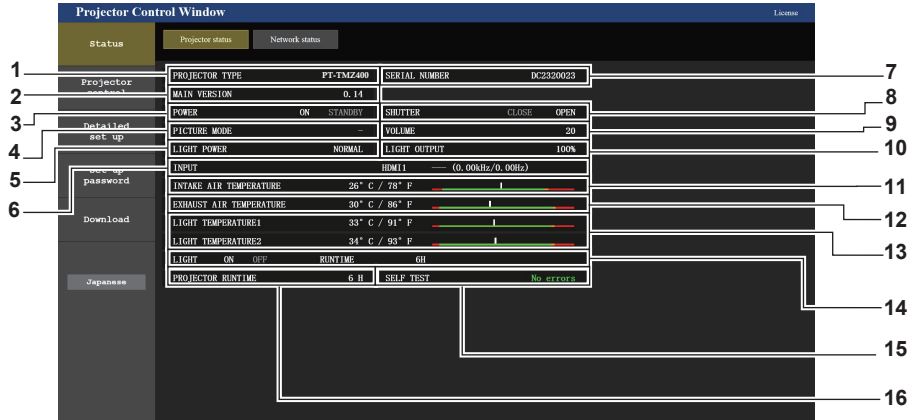 Projector Control Window License
Status
Projector status Network status
1
PROJECTOR TYPE PT-TMZ400 SERIAL NUMBER DC2320023
7
Projector
control
2
MAIN VERSION 0.14
8
3
POWER ON STANDBY SHUTTER CLOSE OPEN
9
4
Detailed
set up
PICTURE MODE - VOLUME 20
10
5
LIGHT POWER NORMAL LIGHT OUTPUT 100%
6
Set up
password
INPUT HDMI1 --- (0.00kHz/0.00Hz)
11
INTAKE AIR TEMPERATURE 26° C / 78° F
12
EXHAUST AIR TEMPERATURE 30° C / 86° F
13
Download
LIGHT TEMPERATURE1 33° C / 91° F
LIGHT TEMPERATURE2 34° C / 93° F
14
LIGHT ON OFF RUNTIME 6H
Japanese
PROJECTOR RUNTIME 6 H SELF TEST No errors
15
16